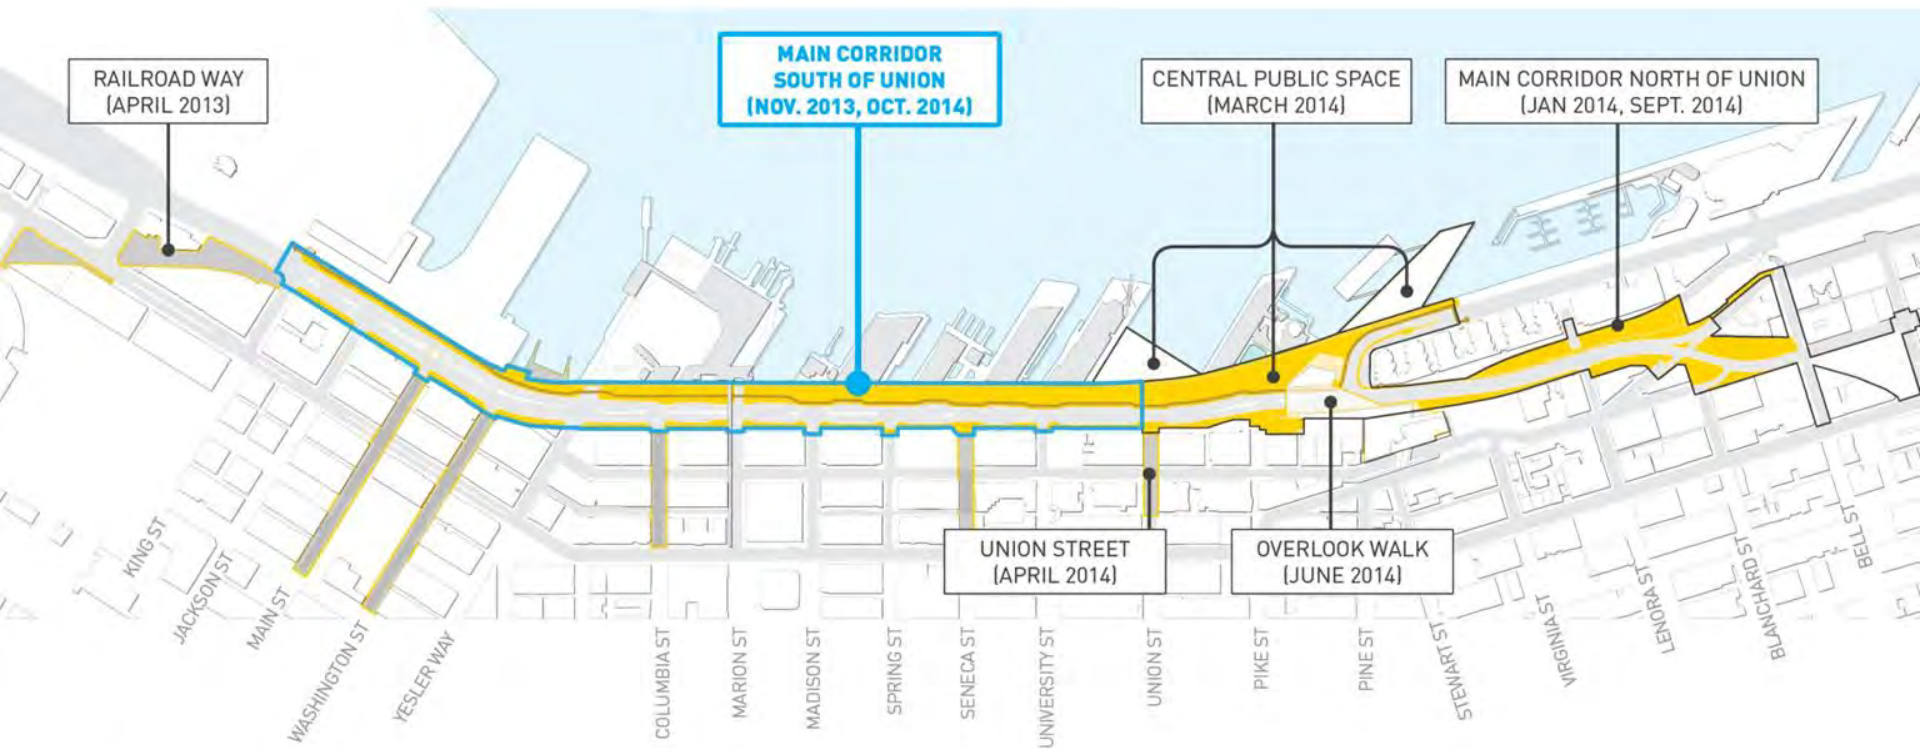 RAILROAD WAY
(APRIL 2013)
MAIN CORRIDOR
SOUTH OF UNION
(NOV. 2013, OCT. 2014)
CENTRAL PUBLIC SPACE
(MARCH 2014)
MAIN CORRIDOR NORTH OF UNION
(JAN 2014, SEPT. 2014)
UNION STREET
(APRIL 2014)
OVERLOOK WALK
(JUNE 2014)
KING ST
JACKSON ST
MAIN ST
WASHINGTON ST
YESLER WAY
COLUMBIA ST
MARION ST
MADISON ST
SPRING ST
SENECA ST
UNIVERSITY ST
UNION ST
PIKE ST
PINE ST
STEWART ST
VIRGINIA ST
LENORA ST
BLANCHARD ST
BELL ST